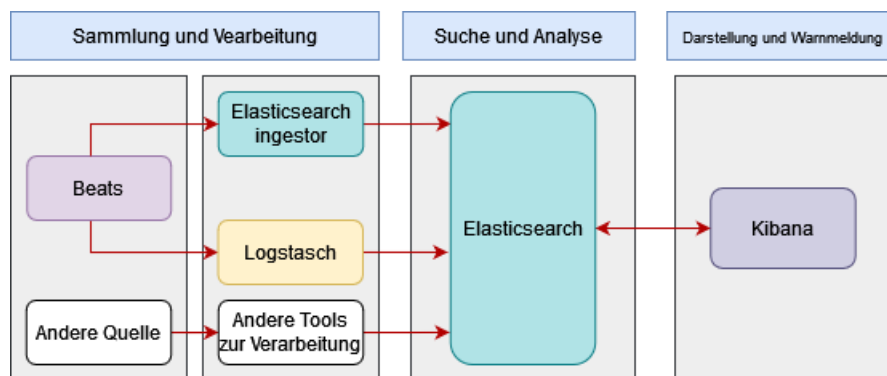 Sammlung und Vearbeitung
Suche und Analyse
Darstellung und Warnmeldung
Elasticsearch
ingestor
Beats
Logstasch
Elasticsearch
Kibana
Andere Quelle
Andere Tools
zur Verarbeitung